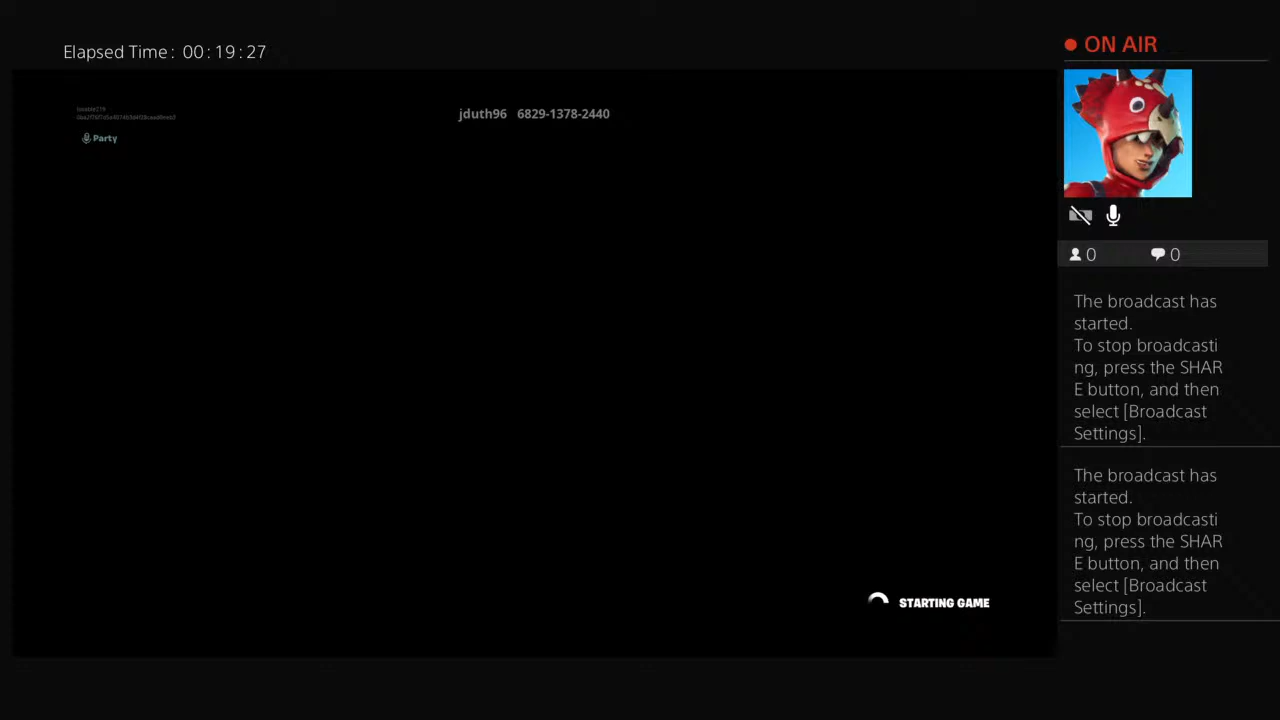 Elapsed Time: 00:19:27
ON AIR
jduth96 6829-1378-2440
Party
0
0
The broadcast has
started.
To stop broadcasti
ng, press the SHAR
E button, and then
select [Broadcast
Settings].
The broadcast has
started.
To stop broadcasti
ng, press the SHAR
E button, and then
select [Broadcast
Settings].
STARTING GAME